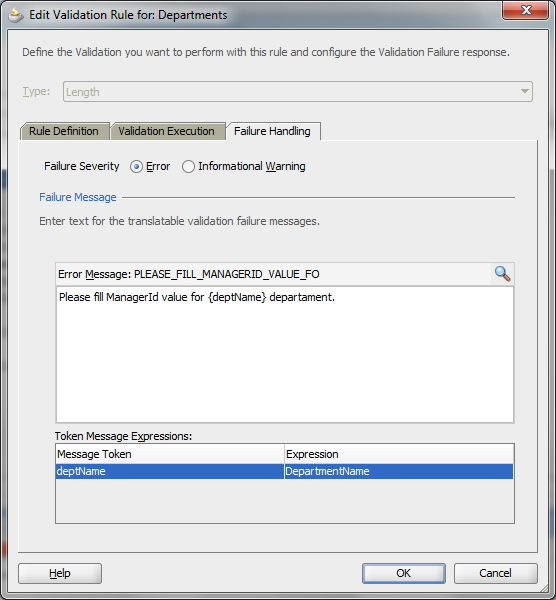 Edit Validation Rule for: Departments
Define the Validation you want to perform with this rule and configure the Validation Failure response.
Type: Length
Rule Definition Validation Execution Failure Handling
Failure Severity Error Informational Warning
Failure Message
Enter text for the translatable validation failure messages.
Error Message: PLEASE_FILL_MANAGERID_VALUE_FO
Please fill ManagerId value for {deptName} departament.
Token Message Expressions:
Message Token Expression
deptName DepartmentName
Help OK Cancel